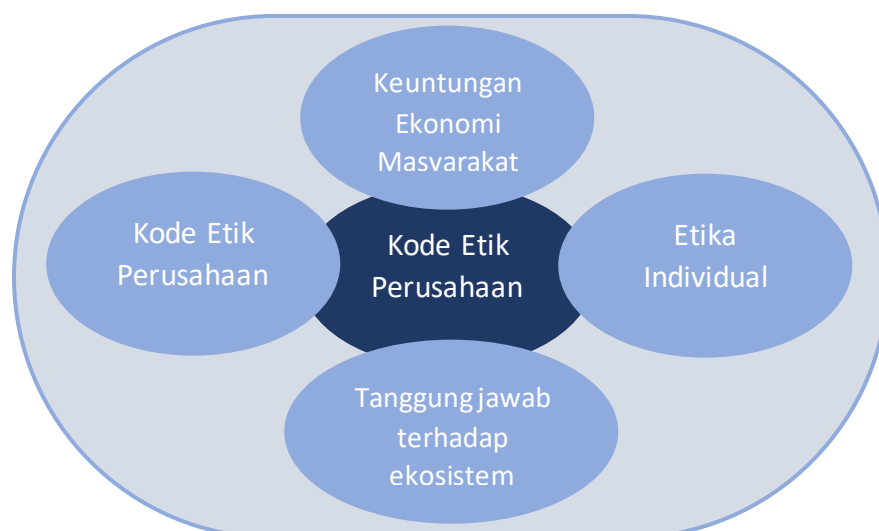 Keuntungan
Ekonomi
Masvarakat
Kode Etik
Perusahaan
Kode Etik
Perusahaan
Etika
Individual
Tanggung jawab
terhadap
ekosistem